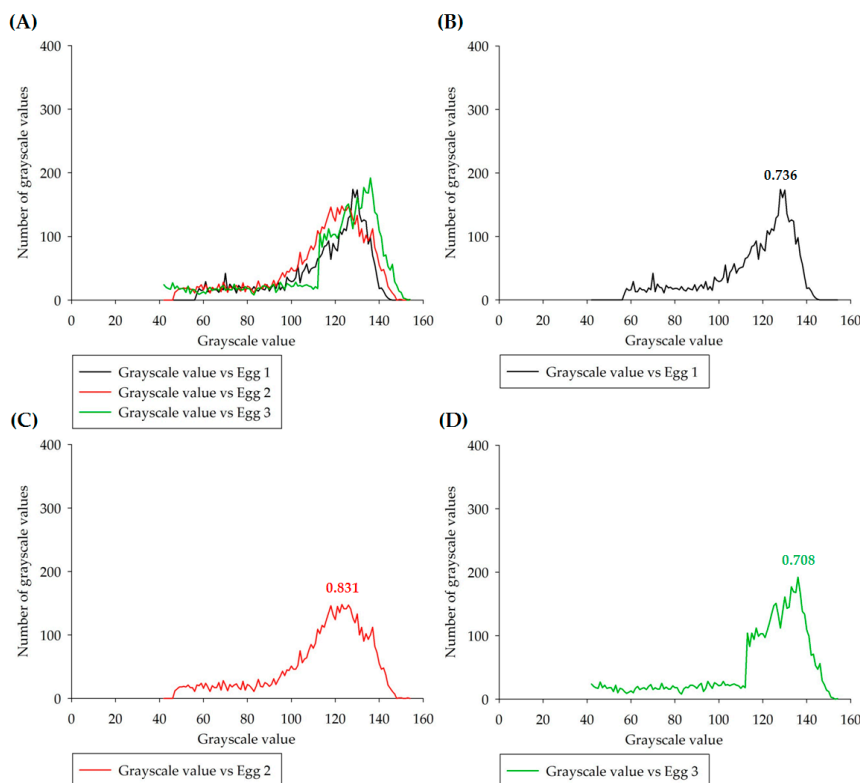 (A)
400
300
200
100
0
Number of grayscale values
0 20 40 60 80 100 120 140 160
Grayscale value
Grayscale value vs Egg 1
Grayscale value vs Egg 2
Grayscale value vs Egg 3
(B)
400
300
200
100
0
Number of grayscale values
0.736
0 20 40 60 80 100 120 140 160
Grayscale value
Grayscale value vs Egg 1
(C)
400
300
200
100
0
Number of grayscale values
0.831
0 20 40 60 80 100 120 140 160
Grayscale value
Grayscale value vs Egg 2
(D)
400
300
200
100
0
Number of grayscale values
0.708
0 20 40 60 80 100 120 140 160
Grayscale value
Grayscale value vs Egg 3